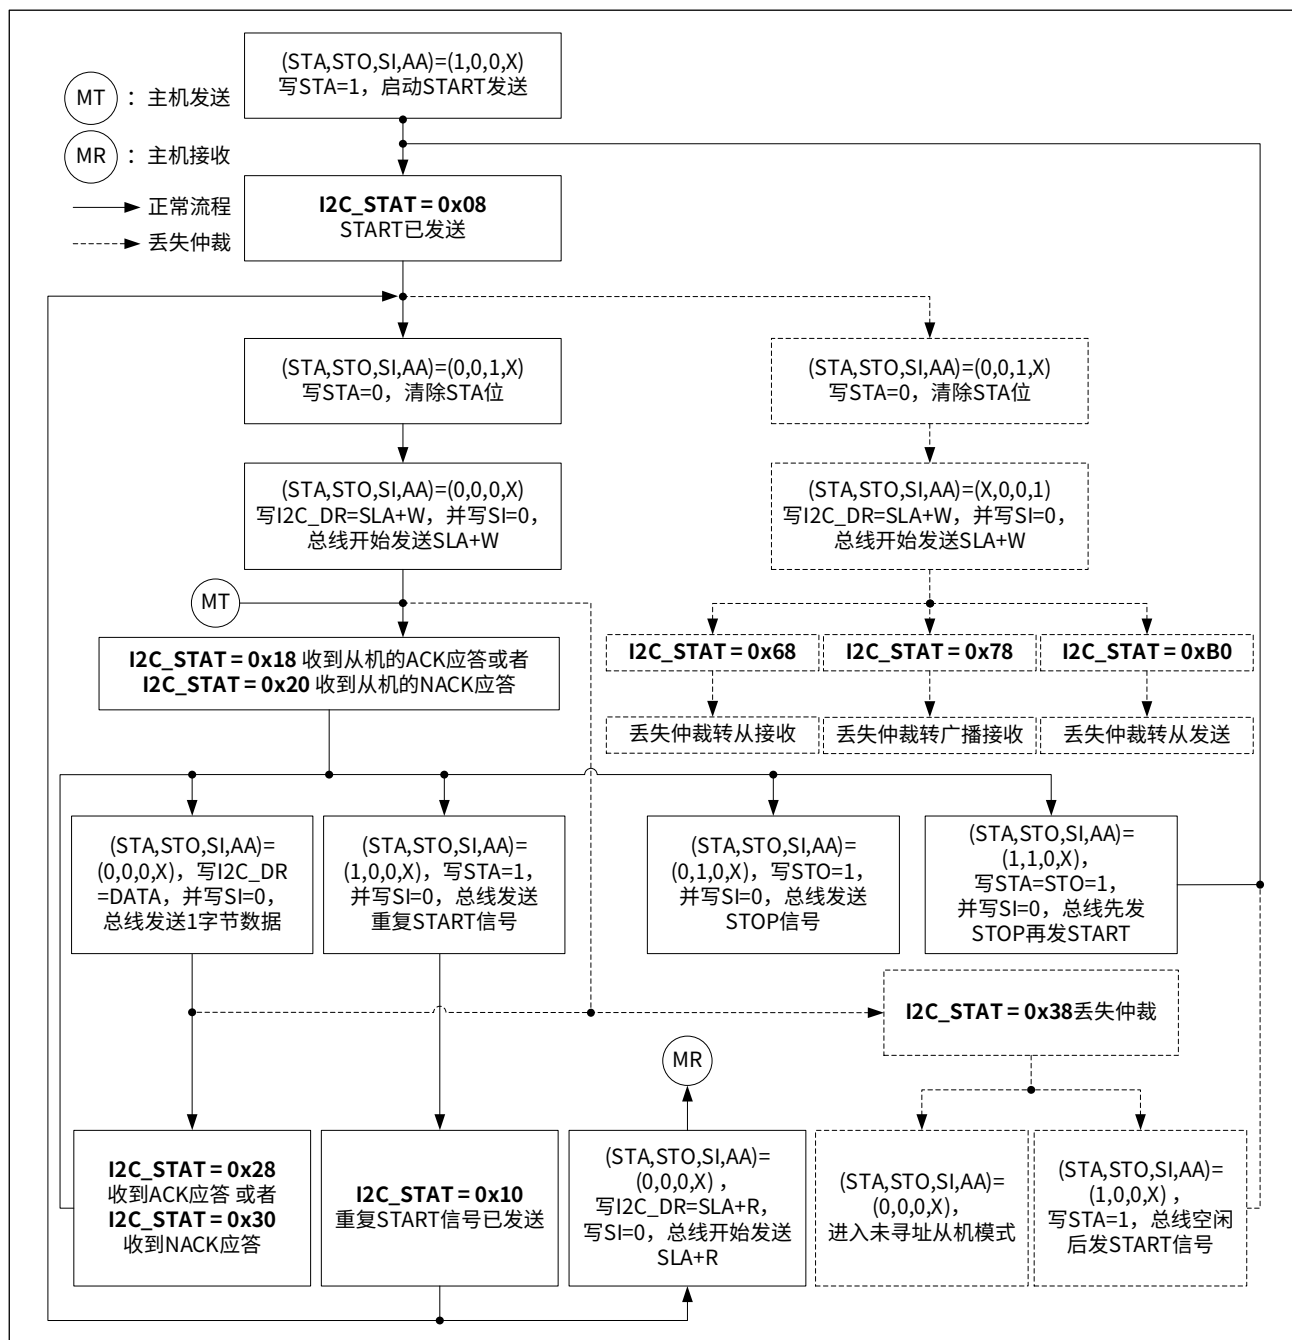 (STA,STO,SI,AA)=(1,0,0,X)
写STA=1，启动START发送
MT ：主机发送
MR ：主机接收
正常流程
丢失仲裁
I2C_STAT = 0x08
START已发送
(STA,STO,SI,AA)=(0,0,1,X)
写STA=0，清除STA位
(STA,STO,SI,AA)=(0,0,1,X)
写STA=0，清除STA位
(STA,STO,SI,AA)=(0,0,0,X)
写I2C_DR=SLA+W，并写SI=0，
总线开始发送SLA+W
(STA,STO,SI,AA)=(X,0,0,1)
写I2C_DR=SLA+W，并写SI=0，
总线开始发送SLA+W
MT
I2C_STAT = 0x18 收到从机的ACK应答或者
I2C_STAT = 0x20 收到从机的NACK应答
I2C_STAT = 0x68
I2C_STAT = 0x78
I2C_STAT = 0xB0
丢失仲裁转从接收
丢失仲裁转广播接收
丢失仲裁转从发送
(STA,STO,SI,AA)=
(0,0,0,X)，写I2C_DR
=DATA，并写SI=0，
总线发送1字节数据
(STA,STO,SI,AA)=
(1,0,0,X)，写STA=1，
并写SI=0，总线发送
重复START信号
(STA,STO,SI,AA)=
(0,1,0,X)，写STO=1，
并写SI=0，总线发送
STOP信号
(STA,STO,SI,AA)=
(1,1,0,X)，
写STA=STO=1，
并写SI=0，总线先发
STOP再发START
I2C_STAT = 0x38丢失仲裁
MR
I2C_STAT = 0x28
收到ACK应答 或者
I2C_STAT = 0x30
收到NACK应答
I2C_STAT = 0x10
重复START信号已发送
(STA,STO,SI,AA)=
(0,0,0,X) ，
写I2C_DR=SLA+R，
写SI=0，总线开始发送
SLA+R
(STA,STO,SI,AA)=
(0,0,0,X)，
进入未寻址从机模式
(STA,STO,SI,AA)=
(1,0,0,X) ，
写STA=1，总线空闲
后发START信号